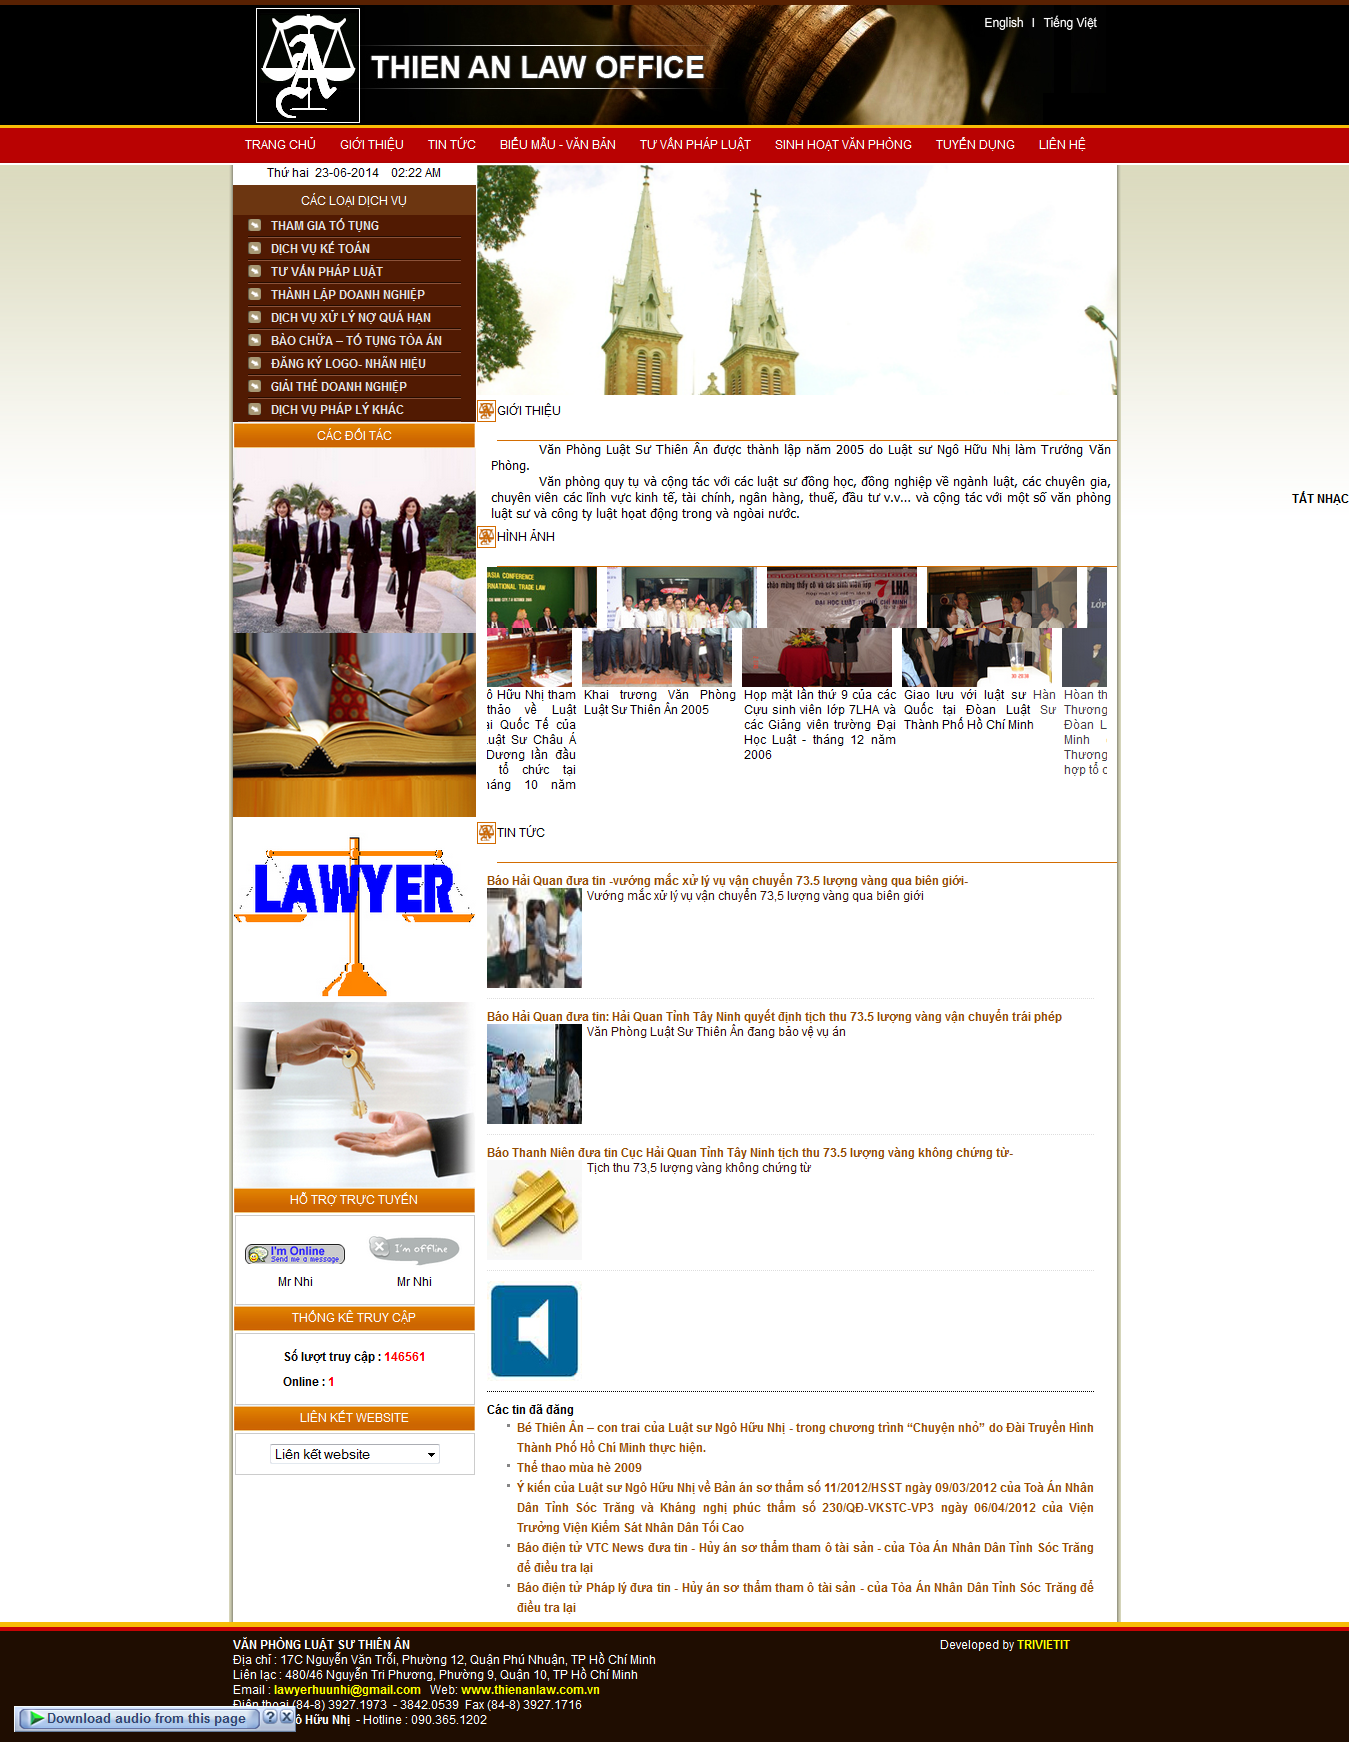 English I Tiếng Việt
THIEN AN LAW OFFICE
TRANG CHỦ GIỚI THIỆU TIN TỨC BIỂU MẪU - VĂN BẢN TƯ VẤN PHÁP LUẬT SINH HOẠT VĂN PHÒNG TUYỂN DỤNG LIÊN HỆ
Thứ hai 23-06-2014 02:22 AM
CÁC LOẠI DỊCH VỤ
THAM GIA TỐ TỤNG
DỊCH VỤ KẾ TOÁN
TƯ VẤN PHÁP LUẬT
THÀNH LẬP DOANH NGHIỆP
DỊCH VỤ XỬ LÝ NỢ QUÁ HẠN
BÀO CHỮA – TỐ TỤNG TÒA ÁN
ĐĂNG KÝ LOGO- NHÃN HIỆU
GIẢI THỂ DOANH NGHIỆP
DỊCH VỤ PHÁP LÝ KHÁC
CÁC ĐỐI TÁC
LAWYER
HỖ TRỢ TRỰC TUYẾN
I'm Online
Send me a message
I'm offline
Mr Nhi Mr Nhi
THỐNG KÊ TRUY CẬP
Số lượt truy cập : 146561
Online : 1
LIÊN KẾT WEBSITE
Liên kết website
GIỚI THIỆU
Văn Phòng Luật Sư Thiên Ân được thành lập năm 2005 do Luật sư Ngô Hữu Nhị làm Trưởng Văn
Phòng.
Văn phòng quy tụ và cộng tác với các luật sư đồng học, đồng nghiệp về ngành luật, các chuyên gia,
chuyên viên các lĩnh vực kinh tế, tài chính, ngân hàng, thuế, đầu tư v.v... và cộng tác với một số văn phòng
luật sư và công ty luật họat động trong và ngòai nước.
TẮT NHẠC
HÌNH ẢNH
ASIA CONFERENCE
TERNATIONAL TRADE LAW
chào mừng thầy cô và các sinh viên lớp 7LHA
ĐẠI HỌC LUẬT TP. HỒ CHÍ MINH
LỚP
ô Hữu Nhị tham
thảo về Luật
ại Quốc Tế của
uật Sư Châu Á
Dương lần đầu
tổ chức tại
háng 10 năm
Khai trương Văn Phòng
Luật Sư Thiên Ân 2005
Họp mặt lần thứ 9 của các
Cựu sinh viên lớp 7LHA và
các Giảng viên trường Đại
Học Luật - tháng 12 năm
2006
Giao lưu với luật sư Hàn
Quốc tại Đòan Luật Sư
Thành Phố Hồ Chí Minh
Hòan th
Thương
Đòan L
Minh
Thương
hợp tổ c
TIN TỨC
Báo Hải Quan đưa tin -vướng mắc xử lý vụ vận chuyển 73.5 lượng vàng qua biên giới-
Vướng mắc xử lý vụ vận chuyển 73,5 lượng vàng qua biên giới
Báo Hải Quan đưa tin: Hải Quan Tỉnh Tây Ninh quyết định tịch thu 73.5 lượng vàng vận chuyển trái phép
Văn Phòng Luật Sư Thiên Ân đang bảo vệ vụ án
Báo Thanh Niên đưa tin Cục Hải Quan Tỉnh Tây Ninh tịch thu 73.5 lượng vàng không chứng từ-
Tịch thu 73,5 lượng vàng không chứng từ
Các tin đã đăng
Bé Thiên Ân – con trai của Luật sư Ngô Hữu Nhị - trong chương trình “Chuyện nhỏ” do Đài Truyền Hình
Thành Phố Hồ Chí Minh thực hiện.
Thể thao mùa hè 2009
Ý kiến của Luật sư Ngô Hữu Nhị về Bản án sơ thẩm số 11/2012/HSST ngày 09/03/2012 của Toà Án Nhân
Dân Tỉnh Sóc Trăng và Kháng nghị phúc thẩm số 230/QĐ-VKSTC-VP3 ngày 06/04/2012 của Viện
Trưởng Viện Kiểm Sát Nhân Dân Tối Cao
Báo điện tử VTC News đưa tin - Hủy án sơ thẩm tham ô tài sản - của Tòa Án Nhân Dân Tỉnh Sóc Trăng
để điều tra lại
Báo điện tử Pháp lý đưa tin - Hủy án sơ thẩm tham ô tài sản - của Tòa Án Nhân Dân Tỉnh Sóc Trăng để
điều tra lại
VĂN PHÒNG LUẬT SƯ THIÊN ÂN
Developed by TRIVIETIT
Địa chỉ : 17C Nguyễn Văn Trỗi, Phường 12, Quận Phú Nhuận, TP Hồ Chí Minh
Liên lạc : 480/46 Nguyễn Tri Phương, Phường 9, Quận 10, TP Hồ Chí Minh
Email : lawyerhuunhi@gmail.com Web: www.thienanlaw.com.vn
Điện thoại (84-8) 3927.1973 - 3842.0539 Fax (84-8) 3927.1716
ô Hữu Nhị - Hotline : 090.365.1202
Download audio from this page ? X